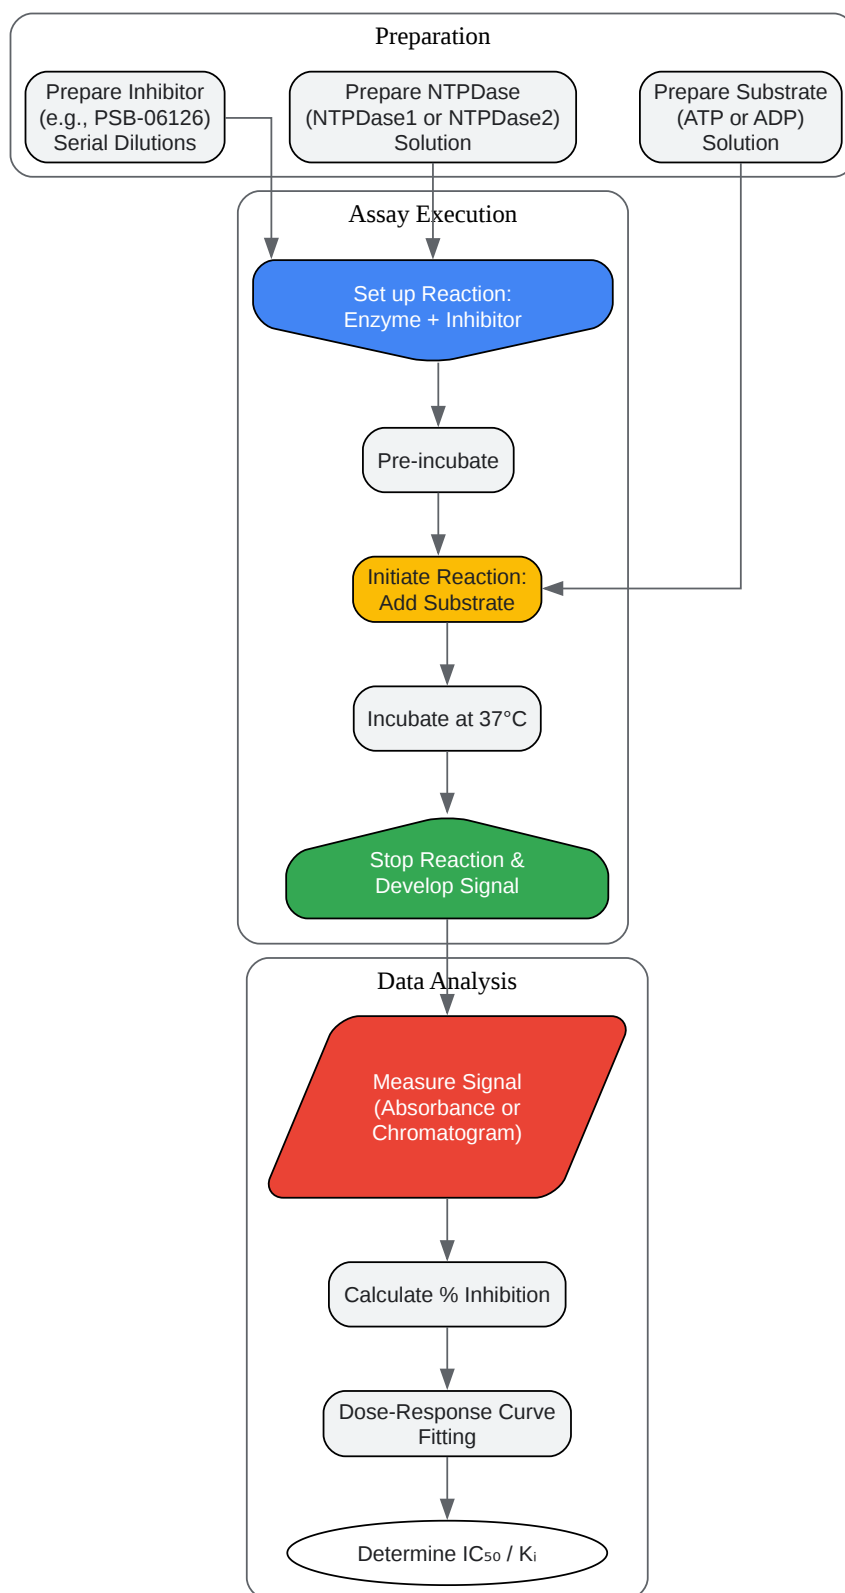 Preparation
Prepare Inhibitor
(e.g., PSB-06126)
Serial Dilutions
Prepare NTPDase
(NTPDase1 or NTPDase2)
Solution
Prepare Substrate
(ATP or ADP)
Solution
Assay Execution
Set up Reaction:
Enzyme + Inhibitor
Pre-incubate
Initiate Reaction:
Add Substrate
Incubate at 37°C
Stop Reaction &
Develop Signal
Data Analysis
Measure Signal
(Absorbance or
Chromatogram)
Calculate % Inhibition
Dose-Response Curve
Fitting
Determine IC₅₀ / Kᵢ